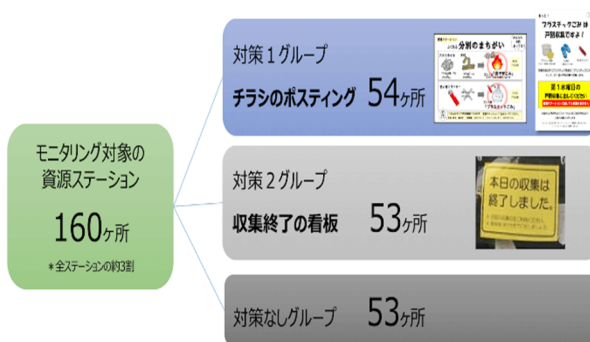 モニタリング対象の
資源ステーション
160ヶ所
*全ステーションの約3割
対策1グループ
チラシのポスティング 54ヶ所
分別のまちがい
プラスチックごみは
戸別収集ですよ!
対策2グループ
収集終了の看板 53ヶ所
本日の収集は
終了しました。
対策なしグループ 53ヶ所